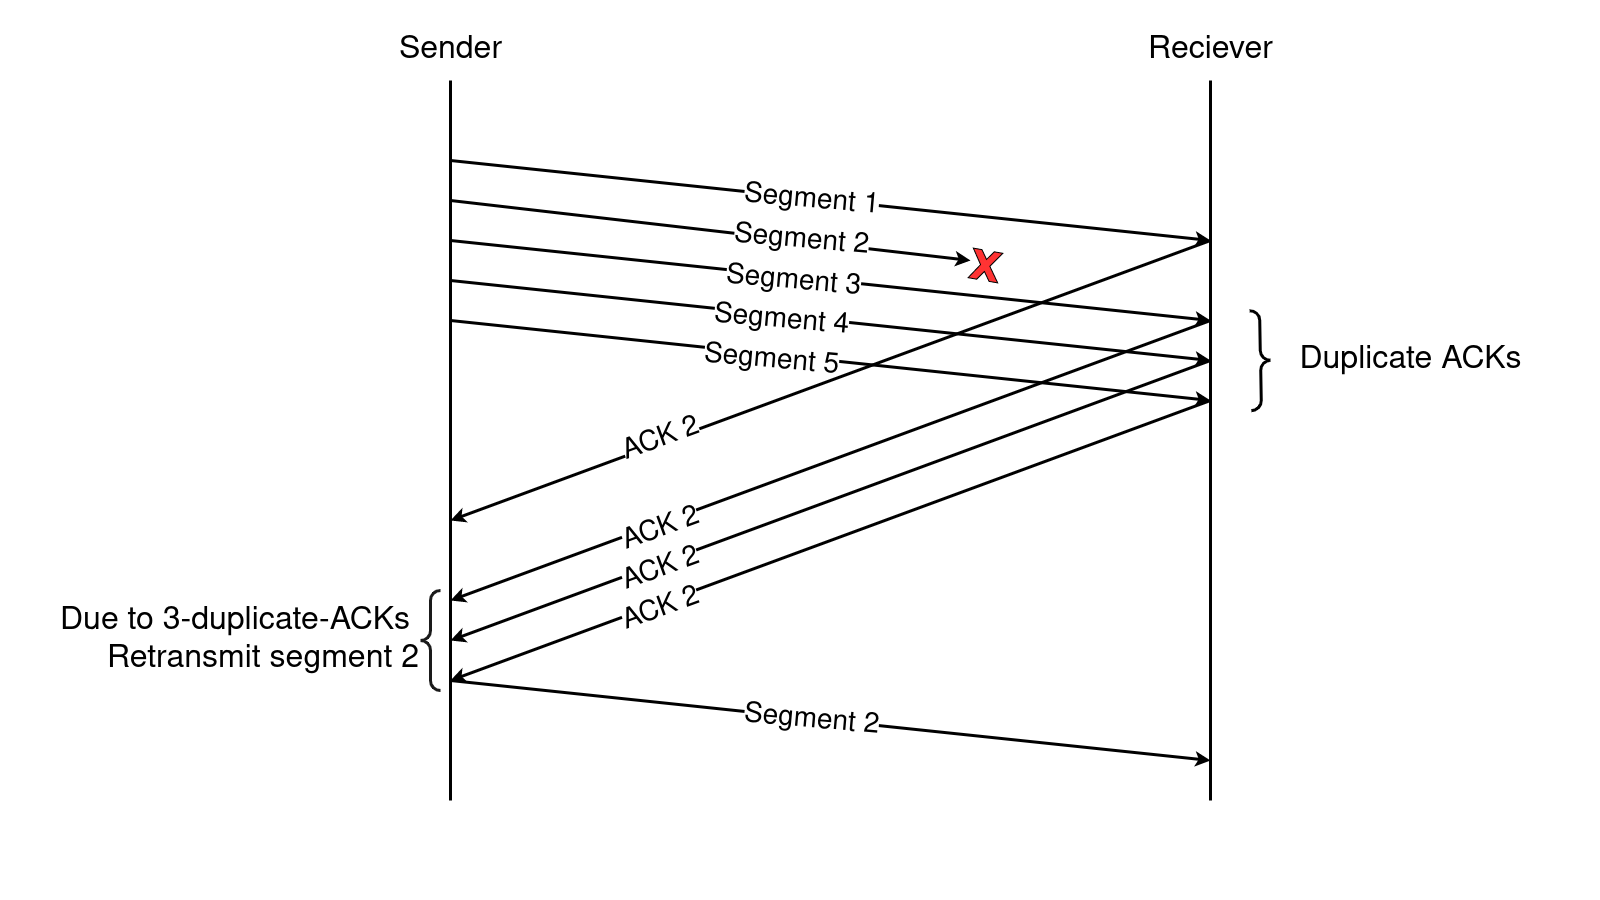 Sender
Reciever
Segment 1
Segment 2
Segment 3
Segment 4
Segment 5
Duplicate ACKs
ACK 2
ACK 2
ACK 2
ACK 2
Due to 3-duplicate-ACKs
Retransmit segment 2
Segment 2